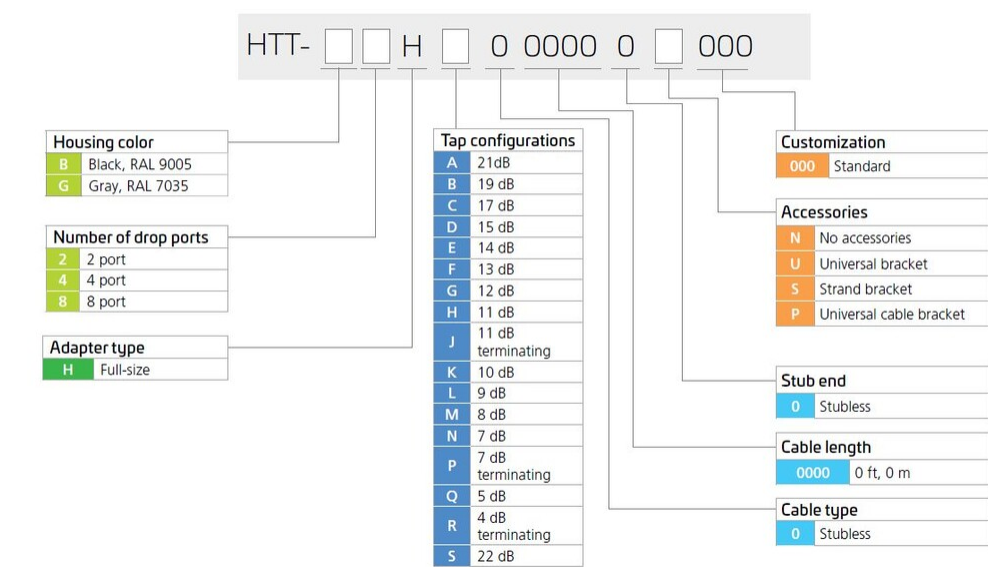 HTT- H 0 0000 0 000
Housing color
B Black, RAL 9005
G Gray, RAL 7035
Number of drop ports
2 2 port
4 4 port
8 8 port
Adapter type
H Full-size
Tap configurations
A 21dB
B 19 dB
C 17 dB
D 15 dB
E 14 dB
F 13 dB
G 12 dB
H 11 dB
J 11 dB
terminating
K 10 dB
L 9 dB
M 8 dB
N 7 dB
P 7 dB
terminating
Q 5 dB
R 4 dB
terminating
S 22 dB
Customization
000 Standard
Accessories
N No accessories
U Universal bracket
S Strand bracket
P Universal cable bracket
Stub end
0 Stubless
Cable length
0000 0 ft, 0 m
Cable type
0 Stubless